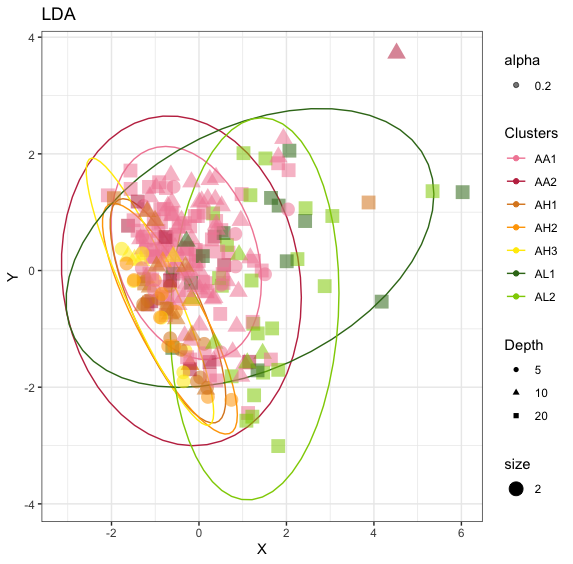 LDA
4
2
0
-2
-4
-2
0
2
4
6
X
Y
alpha
0.2
Clusters
AA1
AA2
AH1
AH2
AH3
AL1
AL2
Depth
5
10
20
size
2